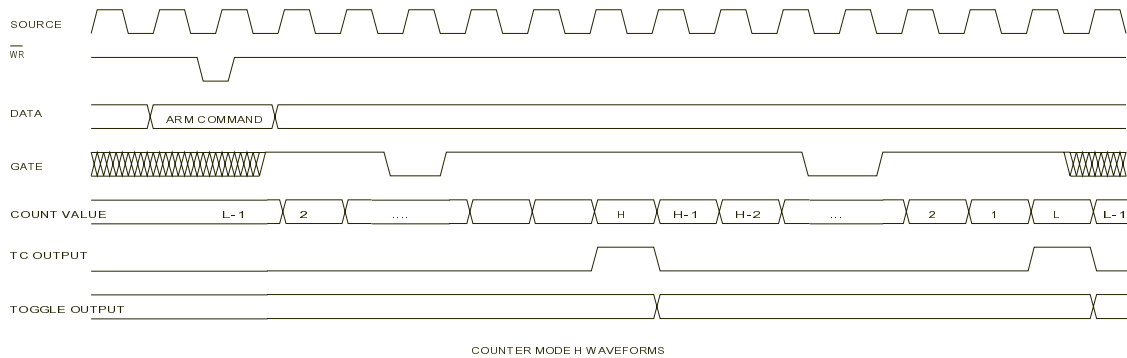 SOURCE
WR
DATA ARM COMMAND
GATE
COUNT VALUE L-1 2 .... H H-1 H-2 ... 2 1 L L-1
TC OUTPUT
TOGGLE OUTPUT
COUNTER MODE H WAVEFORMS